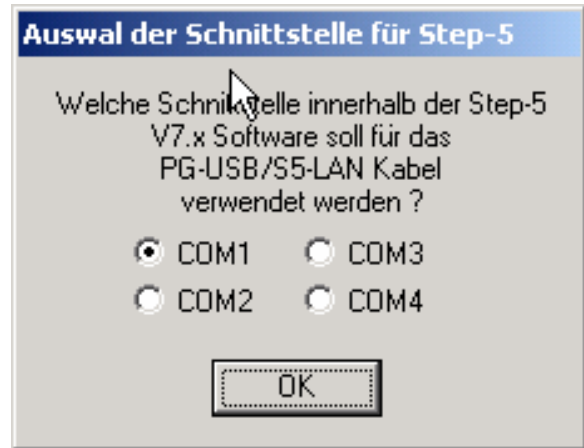 Auswal der Schnittstelle für Step-5
Welche Schnittstelle innerhalb der Step-5
V7.x Software soll für das
PG-USB/S5-LAN Kabel
verwendet werden ?
COM1 COM3
COM2 COM4
OK